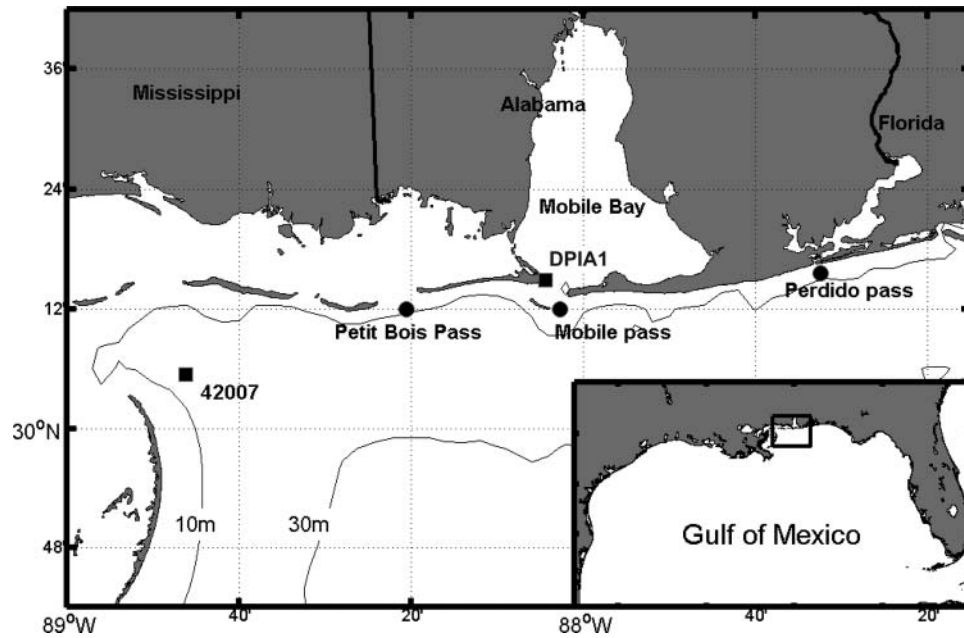 36'
Mississippi
Alabama
Florida
24'
Mobile Bay
DPIA1
12'
Petit Bois Pass
Mobile pass
Perdido pass
42007
30°N
10m
30m
48'
Gulf of Mexico
89°W
40'
20'
88°W
40'
20'